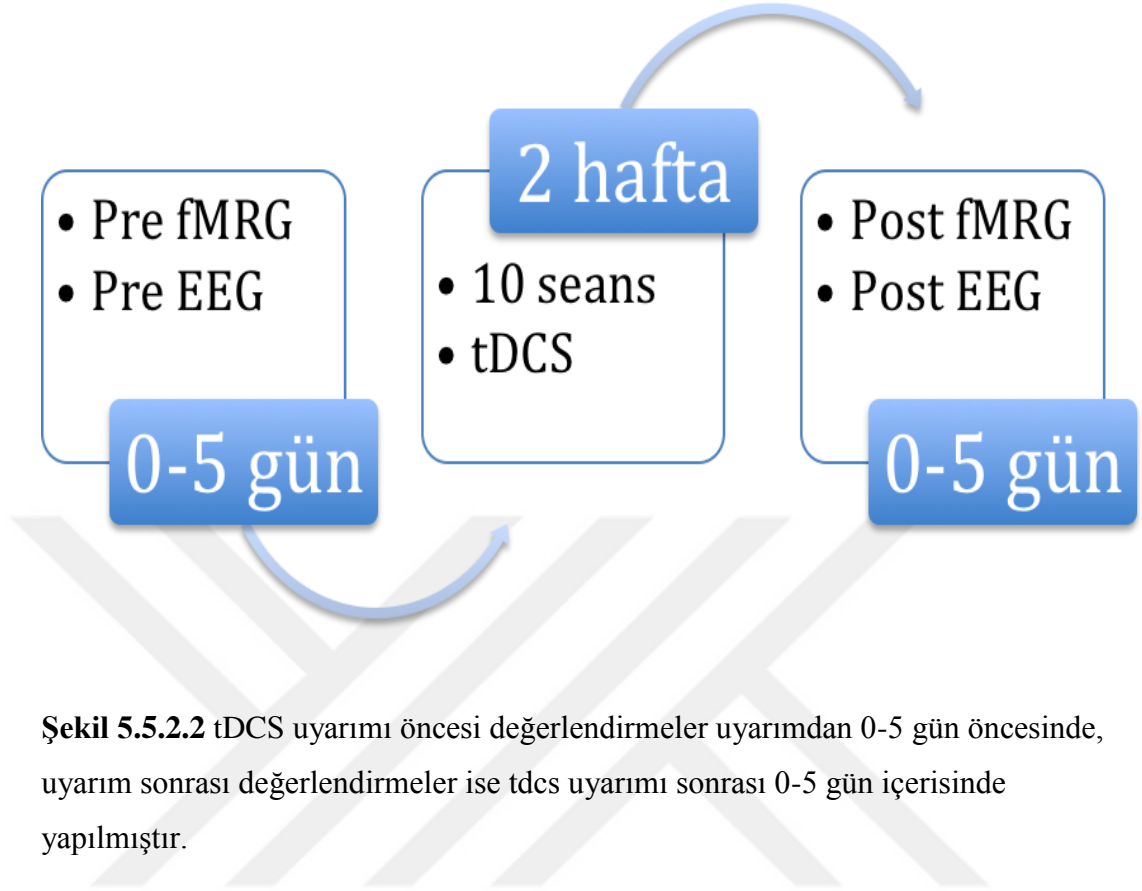 • Pre fMRG
• Pre EEG
0-5 gün
2 hafta
• 10 seans
• tDCS
• Post fMRG
• Post EEG
0-5 gün
Şekil 5.5.2.2 tDCS uyarımı öncesi değerlendirmeler uyarımdan 0-5 gün öncesinde,
uyarım sonrası değerlendirmeler ise tdcs uyarımı sonrası 0-5 gün içerisinde
yapılmıştır.